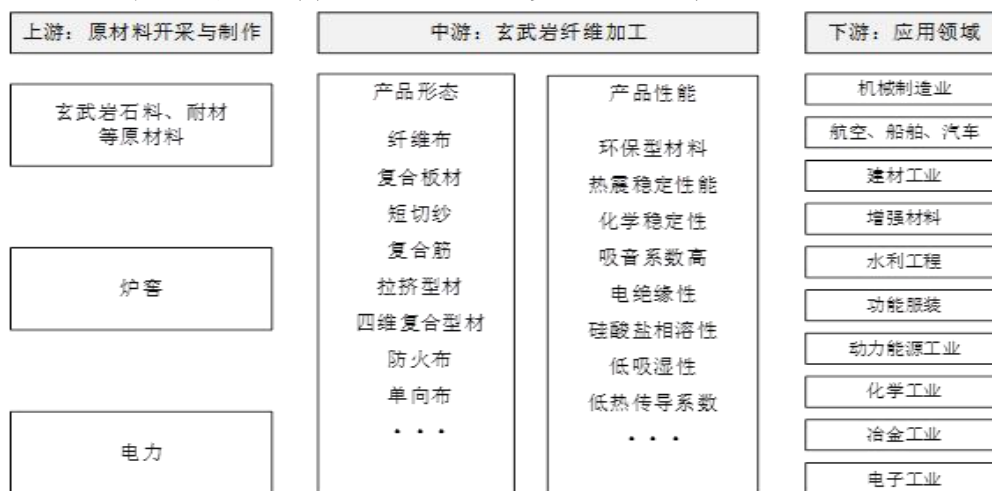 上游：原材料开采与制作
中游：玄武岩纤维加工
下游：应用领域
玄武岩石料、耐材
等原材料
炉窑
电力
产品形态
纤维布
复合板材
短切纱
复合筋
拉挤型材
四维复合型材
防火布
单向布
···
产品性能
环保型材料
热震稳定性能
化学稳定性
吸音系数高
电绝缘性
硅酸盐相溶性
低吸湿性
低热传导系数
···
机械制造业
航空、船舶、汽车
建材工业
增强材料
水利工程
功能服装
动力能源工业
化学工业
冶金工业
电子工业